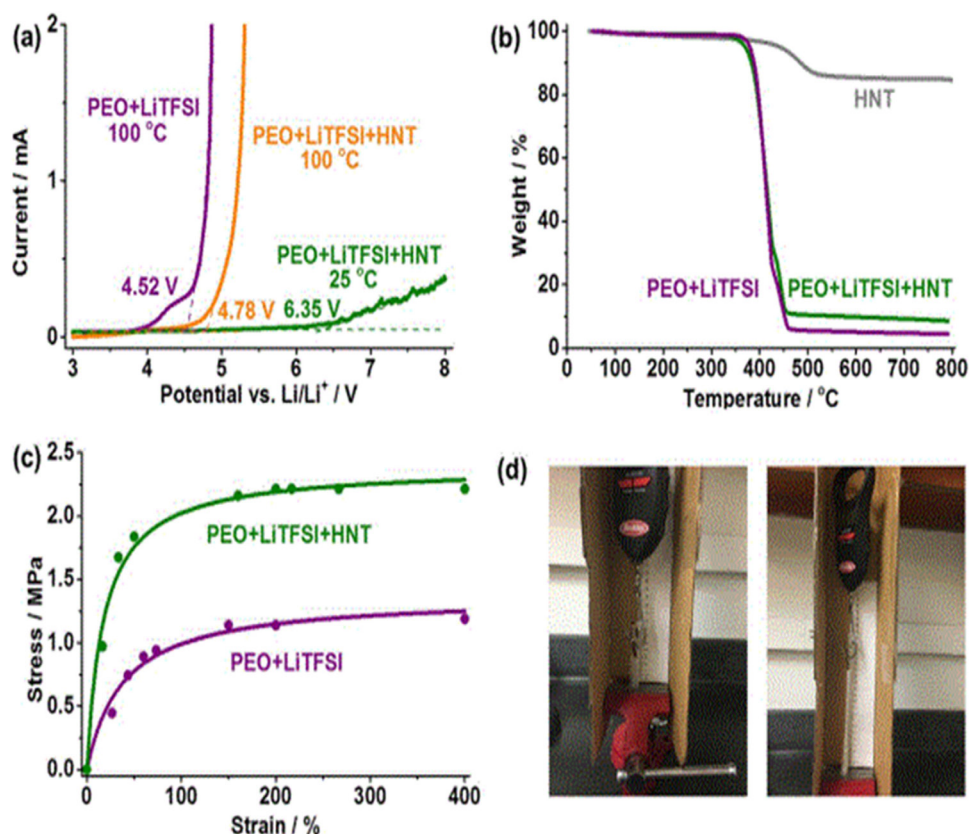 (a)
2
1
0
3
4
5
6
7
8
Current / mA
Potential vs. Li/Li+ / V
PEO+LiTFSI
100 °C
PEO+LiTFSI+HNT
100 °C
PEO+LiTFSI+HNT
25 °C
4.52 V
4.78 V
6.35 V
(b)
100
80
60
40
20
0
0
100
200
300
400
500
600
700
800
Weight / %
Temperature / °C
HNT
PEO+LiTFSI
PEO+LiTFSI+HNT
(c)
2.5
2.0
1.5
1.0
0.5
0.0
0
100
200
300
400
Stress / MPa
Strain / %
PEO+LiTFSI+HNT
PEO+LiTFSI
(d)